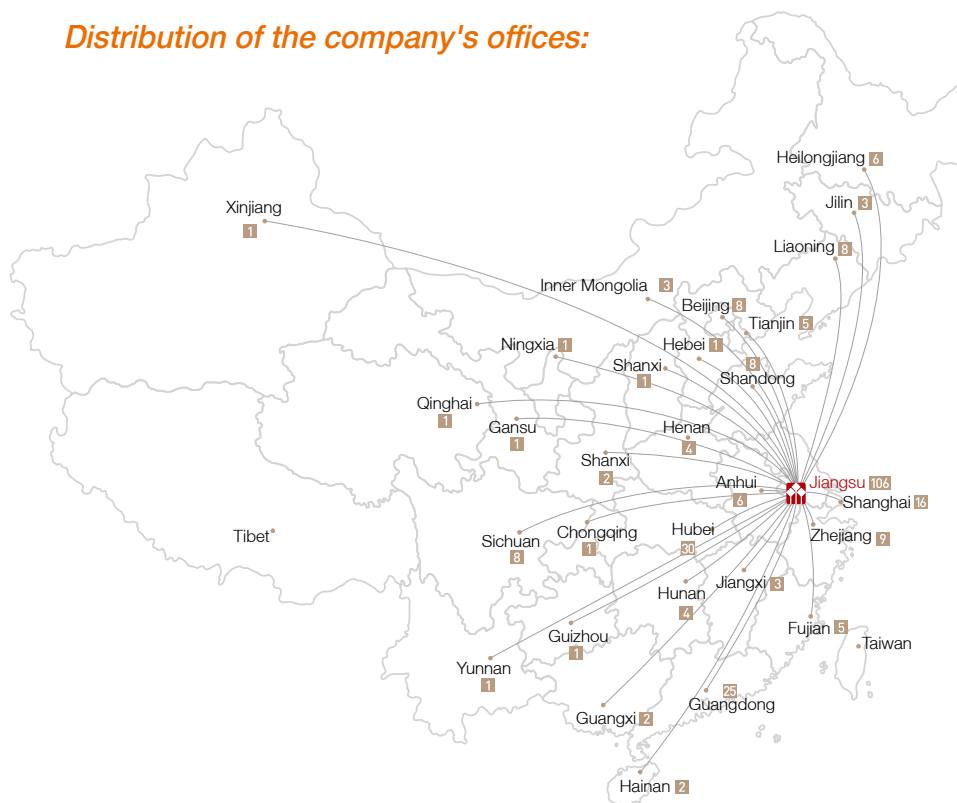 Distribution of the company's offices:
Heilongjiang 6
Xinjiang
1
Jilin 3
Liaoning 8
Inner Mongolia 3
Beijing 8
Tianjin 5
Ningxia 1
Hebei 1
Shanxi
1
8
Shandong
Qinghai
1
Gansu
1
Henan
4
Shanxi
2
Anhui
6
Jiangsu 106
Shanghai 16
Tibet
Sichuan
8
Chongqing
1
Hubei
30
Zhejiang 9
Jiangxi 3
Hunan
4
Guizhou
1
Fujian 5
Taiwan
Yunnan
1
25
Guangdong
Guangxi 2
Hainan 2